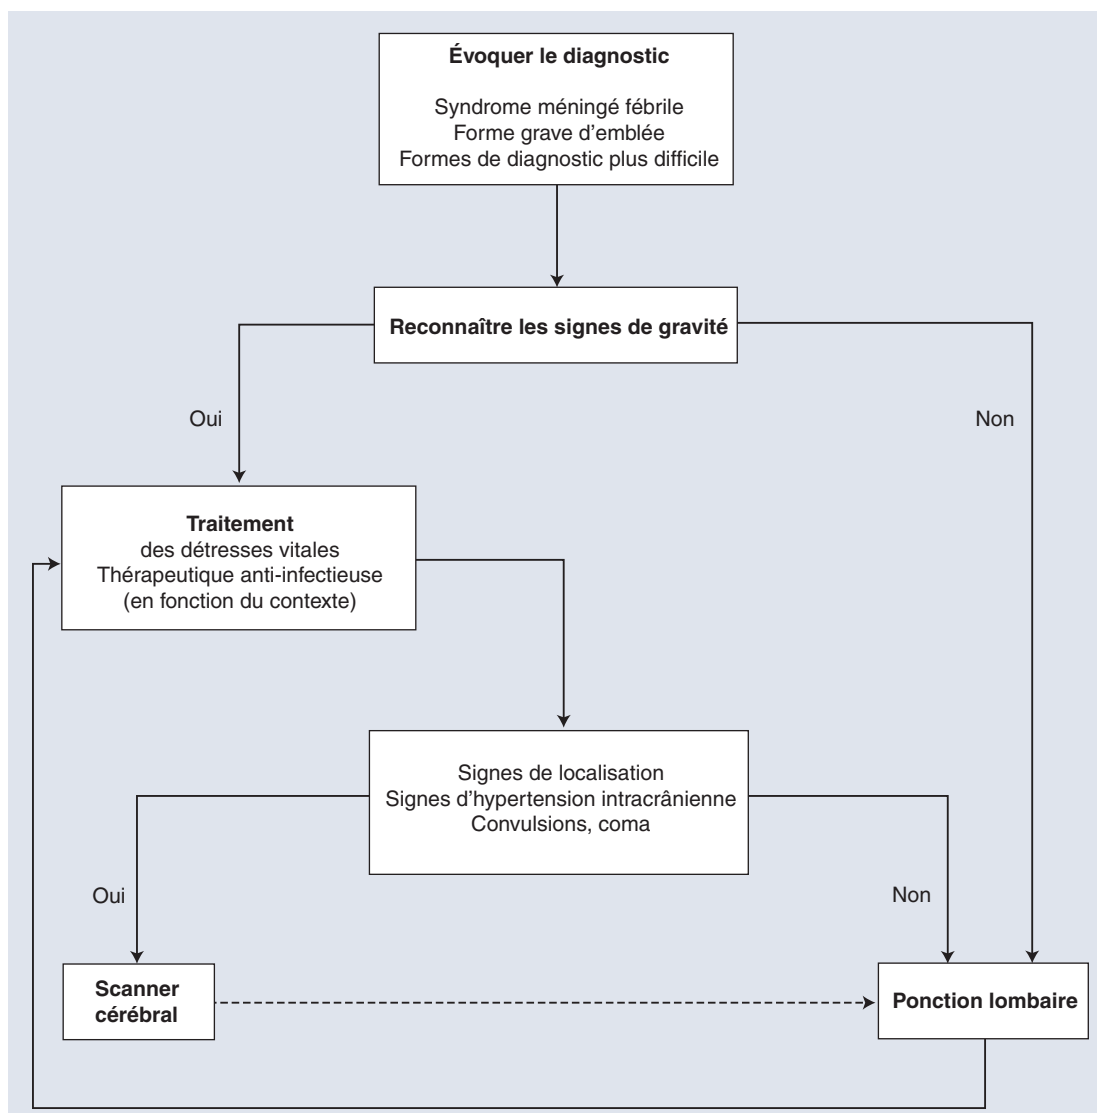 Évoquer le diagnostic
Syndrome méningé fébrile
Forme grave d'emblée
Formes de diagnostic plus difficile
Reconnaître les signes de gravité
Oui
Non
Traitement
des détresses vitales
Thérapeutique anti-infectieuse
(en fonction du contexte)
Signes de localisation
Signes d'hypertension intracrânienne
Convulsions, coma
Oui
Non
Scanner
cérébral
Ponction lombaire